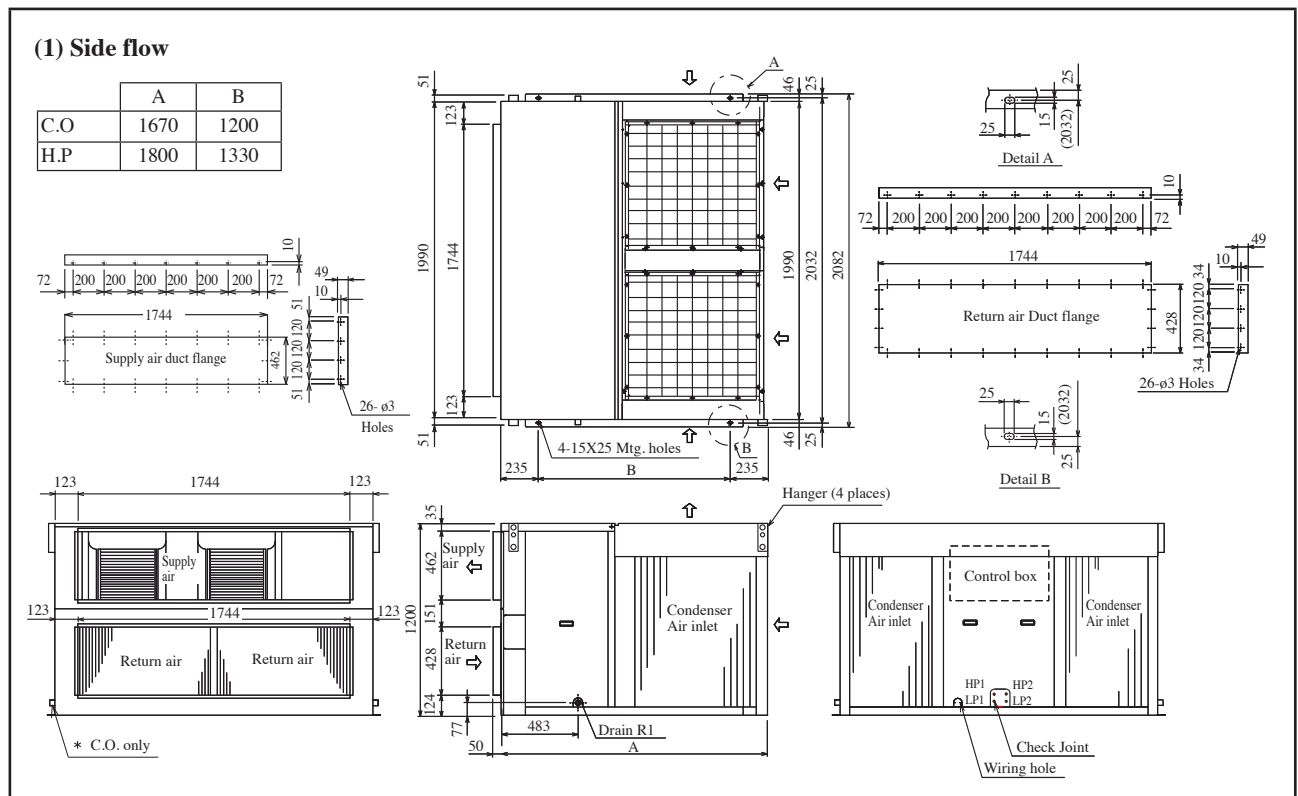 (1) Side flow
A B
C.O 1670 1200
H.P 1800 1330
10
72 200 200 200 200 200 200 72
1744
Supply air duct flange
462
49
10
51
120
120
120
51
26- ø3
Holes
51
123
1990
1744
123
51
A
46
25
1990
2032
2082
46
25
4-15X25 Mtg. holes
B
235 B 235
25
15
(2032)
25
Detail A
10
72 200 200 200 200 200 200 200 200 72
1744
Return air Duct flange
428
49
10
34
120
120
120
34
26-ø3 Holes
25
15
(2032)
25
Detail B
123 1744 123
Supply
air
123 1744 123
Return air Return air
* C.O. only
Hanger (4 places)
35
462
151
428
124
1200
77
Supply
air
Return
air
Condenser
Air inlet
483
50
Drain R1
A
Control box
Condenser
Air inlet
Condenser
Air inlet
HP1 HP2
LP1 LP2
Check Joint
Wiring hole